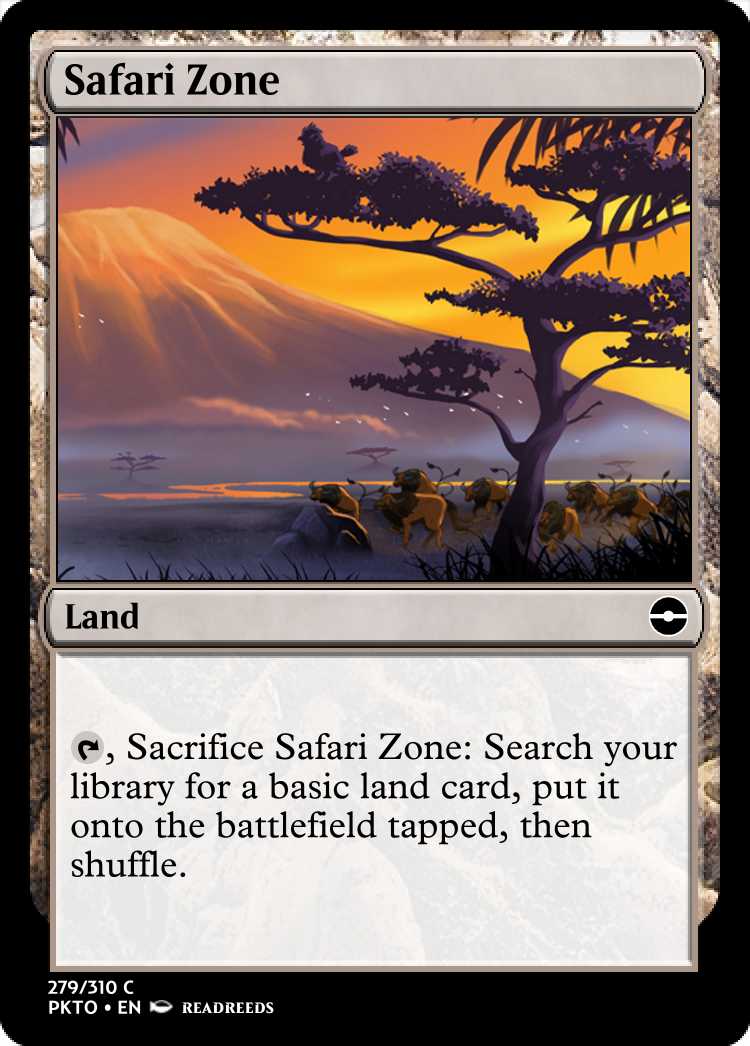 Safari Zone
Land
, Sacrifice Safari Zone: Search your
library for a basic land card, put it
onto the battlefield tapped, then
shuffle.
279/310 C
PKTO • EN READREEDS